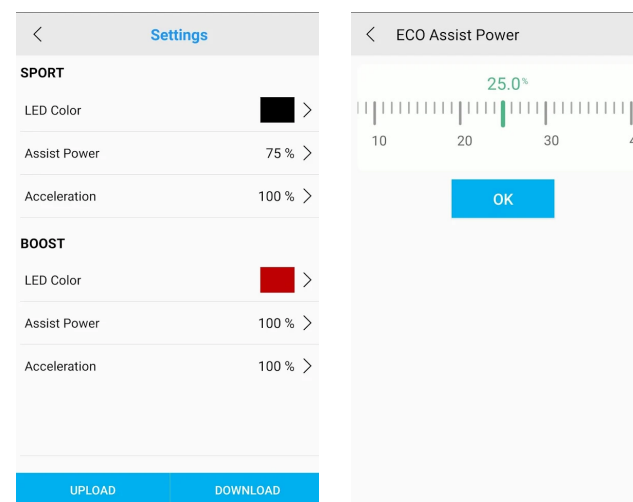 Settings
SPORT
LED Color
Assist Power 75 %
Acceleration 100 %
BOOST
LED Color
Assist Power 100 %
Acceleration 100 %
UPLOAD DOWNLOAD
ECO Assist Power
25.0%
10 20 30
OK